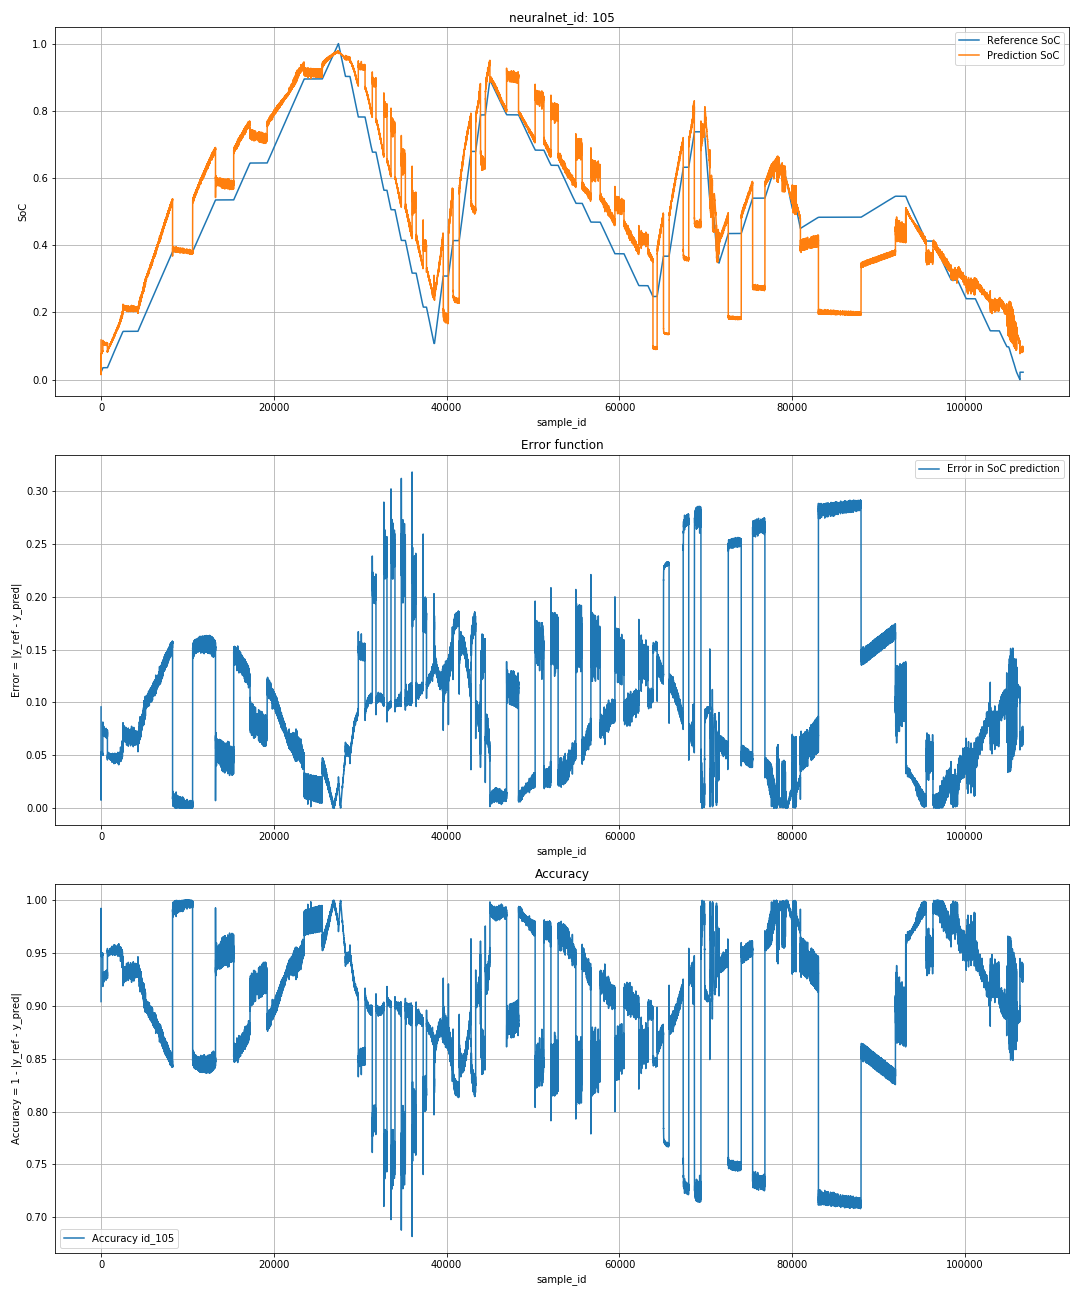 neuralnet_id: 105
Reference SoC
Prediction SoC
1.0
0.8
0.6
0.4
0.2
0.0
SoC
0 20000 40000 60000 80000 100000
sample_id
Error function
Error in SoC prediction
0.30
0.25
0.20
0.15
0.10
0.05
0.00
Error = |y_ref - y_pred|
0 20000 40000 60000 80000 100000
sample_id
Accuracy
1.00
0.95
0.90
0.85
0.80
0.75
0.70
Accuracy = 1 - |y_ref - y_pred|
Accuracy id_105
0 20000 40000 60000 80000 100000
sample_id